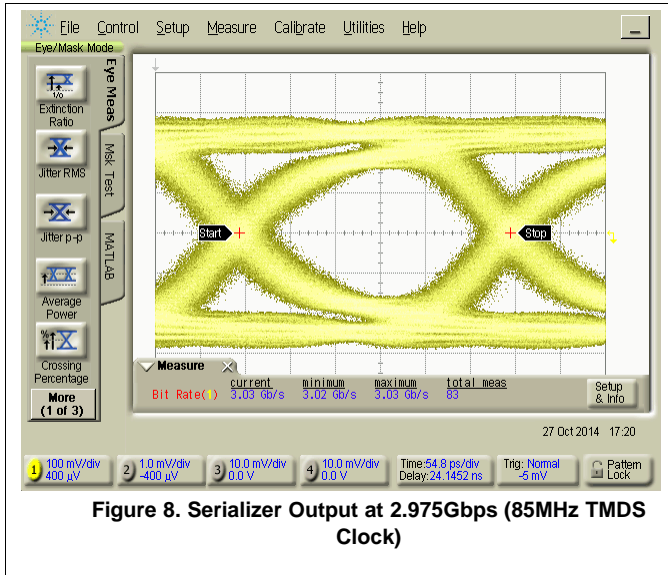 File Control Setup Measure Calibrate Utilities Help
Eye/Mask Mode
Eye Meas
Msk Test
MATLAB
1/0
Extinction
Ratio
Jitter RMS
Jitter p-p
Average
Power
%
Crossing
Percentage
More
(1 of 3)
Start
Stop
Measure
current minimum maximum total meas
Bit Rate(1) 3.03 Gb/s 3.02 Gb/s 3.03 Gb/s 83
Setup
& Info
27 Oct 2014 17:20
1 100 mV/div
400 µV
2 1.0 mV/div
-400 µV
3 10.0 mV/div
0.0 V
4 10.0 mV/div
0.0 V
Time:54.8 ps/div
Delay:24.1452 ns
Trig: Normal
-5 mV
Pattern
Lock
Figure 8. Serializer Output at 2.975Gbps (85MHz TMDS
Clock)